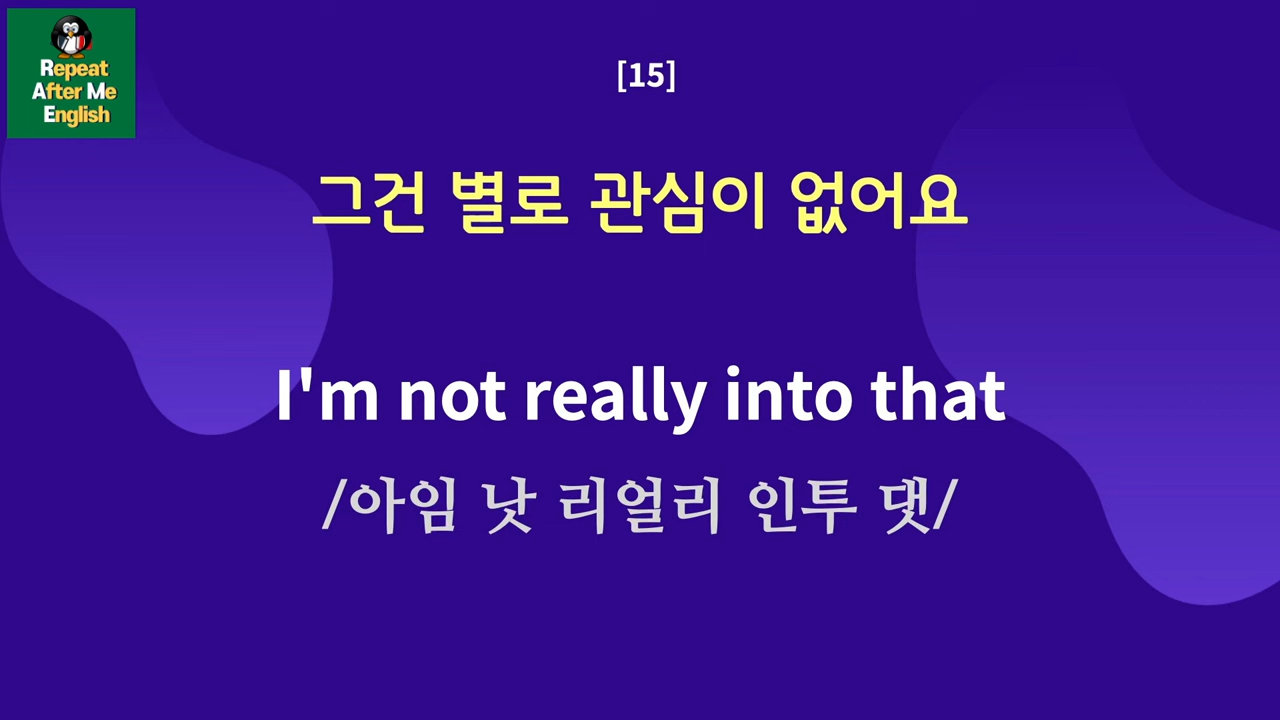 Repeat
After Me
English
[15]
그건 별로 관심이 없어요
I'm not really into that
/아임 낫 리얼리 인투 댓/